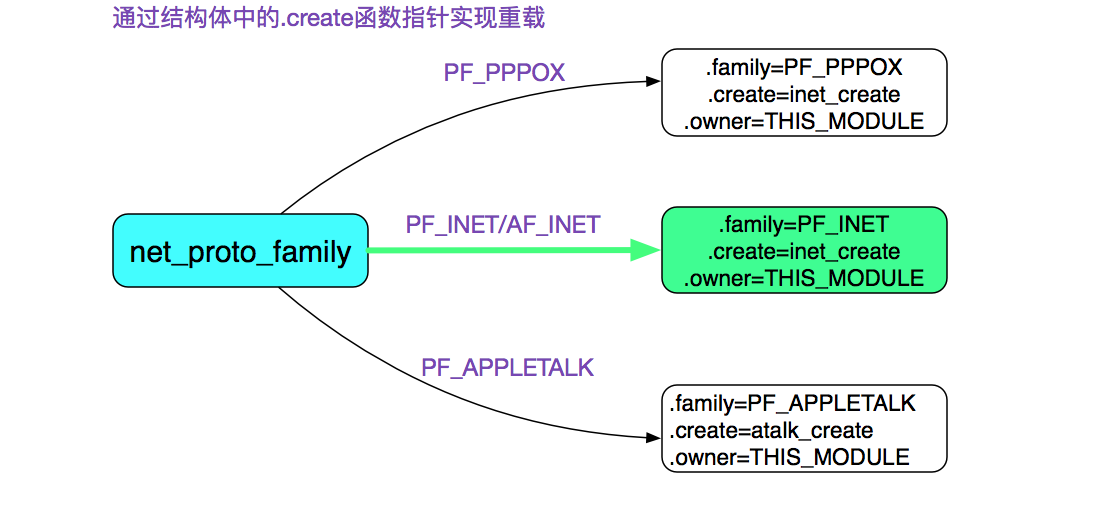 通过结构体中的.create函数指针实现重载
PF_PPPOX
.family=PF_PPPOX
.create=inet_create
.owner=THIS_MODULE
net_proto_family
PF_INET/AF_INET
.family=PF_INET
.create=inet_create
.owner=THIS_MODULE
PF_APPLETALK
.family=PF_APPLETALK
.create=atalk_create
.owner=THIS_MODULE